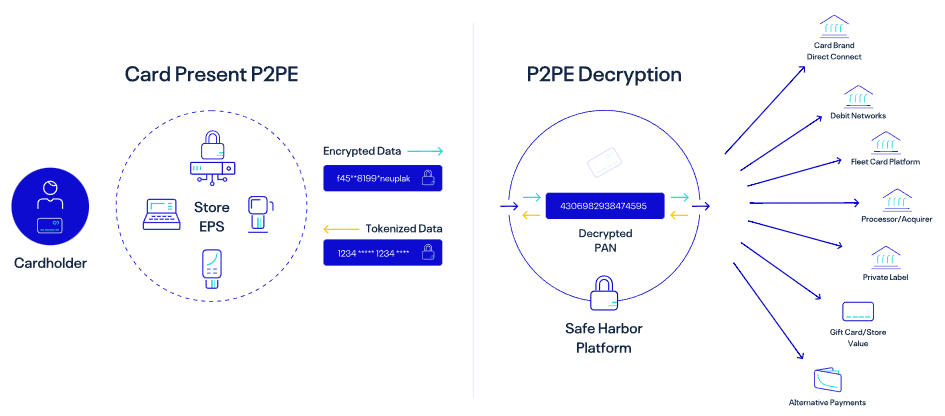 Card Present P2PE
Cardholder
Store
EPS
Encrypted Data
f45**8199*neuplak
Tokenized Data
1234 ***** 1234 ****
P2PE Decryption
4306982938474595
Decrypted
PAN
Safe Harbor
Platform
Card Brand
Direct Connect
Debit Networks
Fleet Card Platform
Processor/Acquirer
Private Label
Gift Card/Store
Value
Alternative Payments